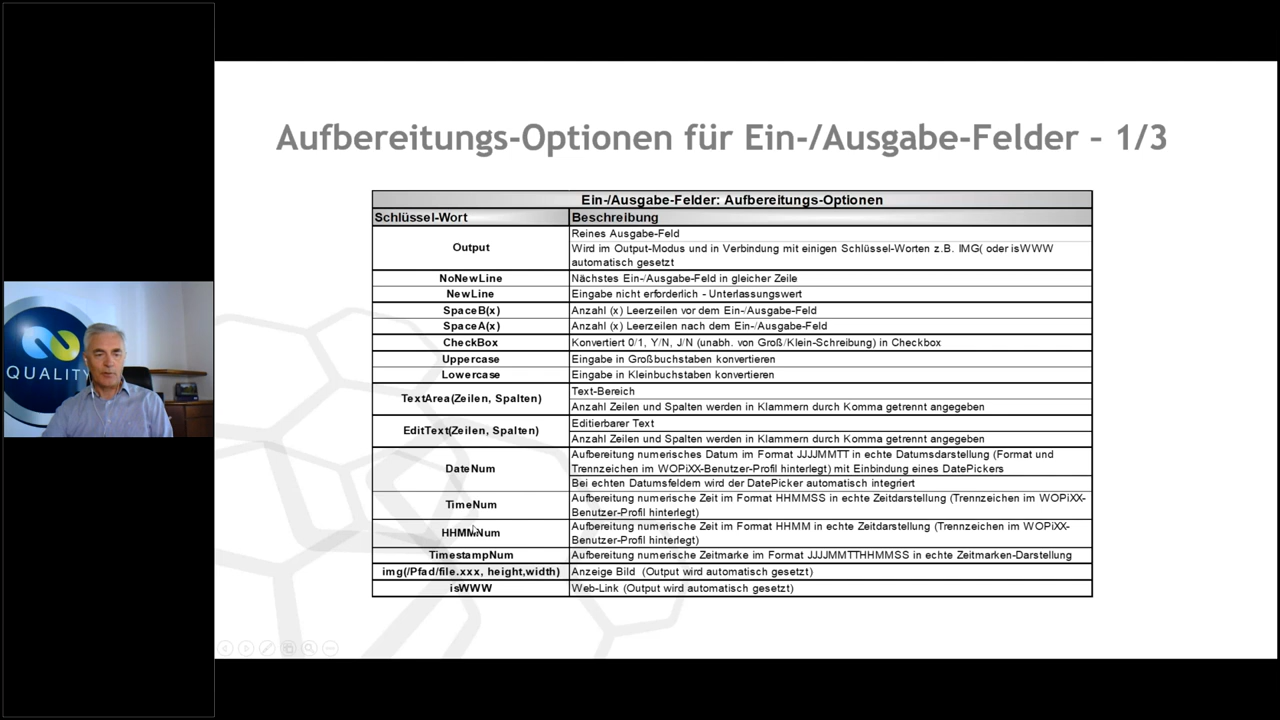 Aufbereitungs-Optionen für Ein-/Ausgabe-Felder – 1/3
Ein-/Ausgabe-Felder: Aufbereitungs-Optionen
Schlüssel-Wort Beschreibung
Output
Reines Ausgabe-Feld
Wird im Output-Modus und in Verbindung mit einigen Schlüssel-Worten z.B. IMG( oder isWWW
automatisch gesetzt
NoNewLine Nächstes Ein-/Ausgabe-Feld in gleicher Zeile
NewLine Eingabe nicht erforderlich - Unterlassungswert
SpaceB(x) Anzahl (x) Leerzeilen vor dem Ein-/Ausgabe-Feld
SpaceA(x) Anzahl (x) Leerzeilen nach dem Ein-/Ausgabe-Feld
CheckBox Konvertiert 0/1, Y/N, J/N (unabh. von Groß/Klein-Schreibung) in Checkbox
Uppercase Eingabe in Großbuchstaben konvertieren
Lowercase Eingabe in Kleinbuchstaben konvertieren
TextArea(Zeilen, Spalten)
Text-Bereich
Anzahl Zeilen und Spalten werden in Klammern durch Komma getrennt angegeben
EditText(Zeilen, Spalten)
Editierbarer Text
Anzahl Zeilen und Spalten werden in Klammern durch Komma getrennt angegeben
DateNum
Aufbereitung numerisches Datum im Format JJJJMMTT in echte Datumsdarstellung (Format und
Trennzeichen im WOPiXX-Benutzer-Profil hinterlegt) mit Einbindung eines DatePickers
Bei echten Datumsfeldern wird der DatePicker automatisch integriert
TimeNum
Aufbereitung numerische Zeit im Format HHMMSS in echte Zeitdarstellung (Trennzeichen im WOPiXX-
Benutzer-Profil hinterlegt)
HHMMNum
Aufbereitung numerische Zeit im Format HHMM in echte Zeitdarstellung (Trennzeichen im WOPiXX-
Benutzer-Profil hinterlegt)
TimestampNum Aufbereitung numerische Zeitmarke im Format JJJJMMTTHHMMSS in echte Zeitmarken-Darstellung
img(/Pfad/file.xxx, height,width) Anzeige Bild (Output wird automatisch gesetzt)
isWWW Web-Link (Output wird automatisch gesetzt)
QUALITY